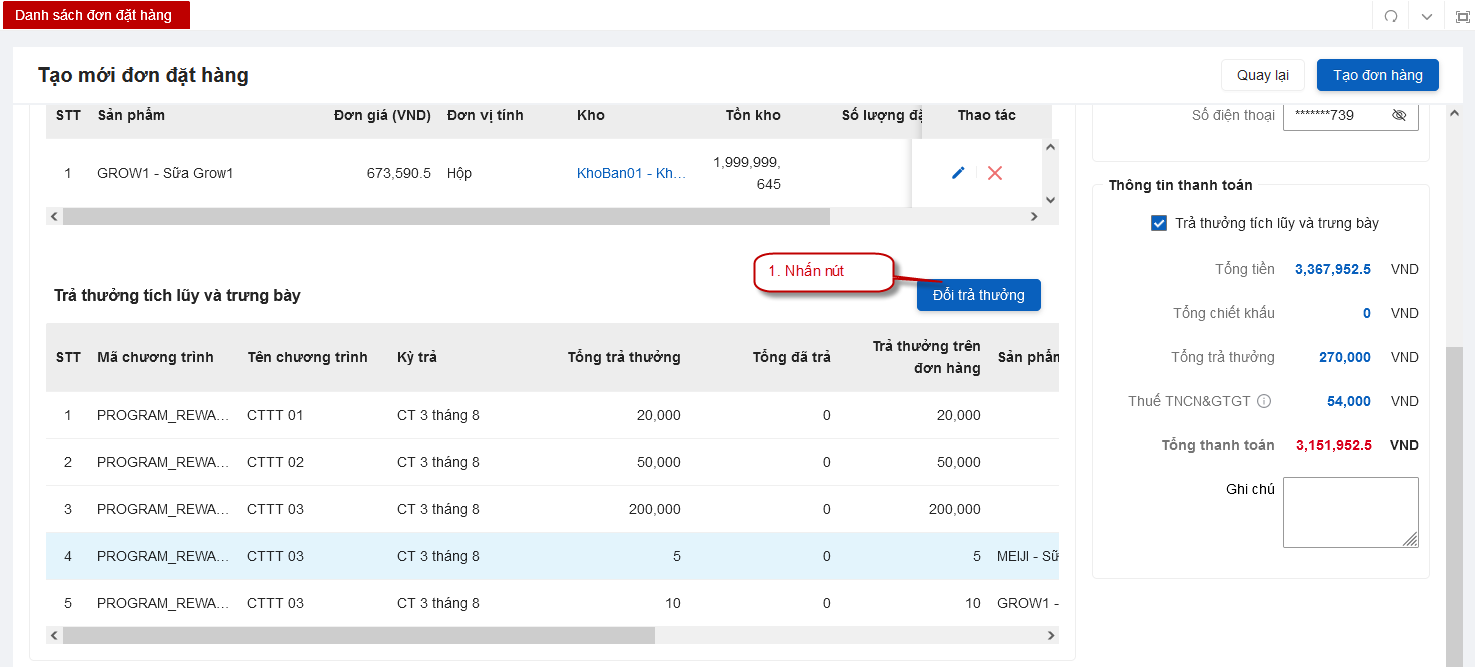 Danh sách đơn đặt hàng
Tạo mới đơn đặt hàng
Quay lại
Tạo đơn hàng
STT Sản phẩm Đơn giá (VND) Đơn vị tính Kho Tồn kho Số lượng Thao tác
1 GROW1 - Sữa Grow1 673,590.5 Hộp KhoBan01 - Kh... 1,999,999,
645
Trả thưởng tích lũy và trưng bày
1. Nhấn nút
Đổi trả thưởng
STT Mã chương trình Tên chương trình Kỳ trả Tổng trả thưởng Tổng đã trả Trả thưởng trên
đơn hàng Sản phẩm
1 PROGRAM_REWA... CTTT 01 CT 3 tháng 8 20,000 0 20,000
2 PROGRAM_REWA... CTTT 02 CT 3 tháng 8 50,000 0 50,000
3 PROGRAM_REWA... CTTT 03 CT 3 tháng 8 200,000 0 200,000
4 PROGRAM_REWA... CTTT 03 CT 3 tháng 8 5 0 5 MEIJI - Sữ
5 PROGRAM_REWA... CTTT 03 CT 3 tháng 8 10 0 10 GROW1 -
Số điện thoại *******739
Thông tin thanh toán
Trả thưởng tích lũy và trưng bày
Tổng tiền 3,367,952.5 VND
Tổng chiết khấu 0 VND
Tổng trả thưởng 270,000 VND
Thuế TNCN&GTGT 54,000 VND
Tổng thanh toán 3,151,952.5 VND
Ghi chú